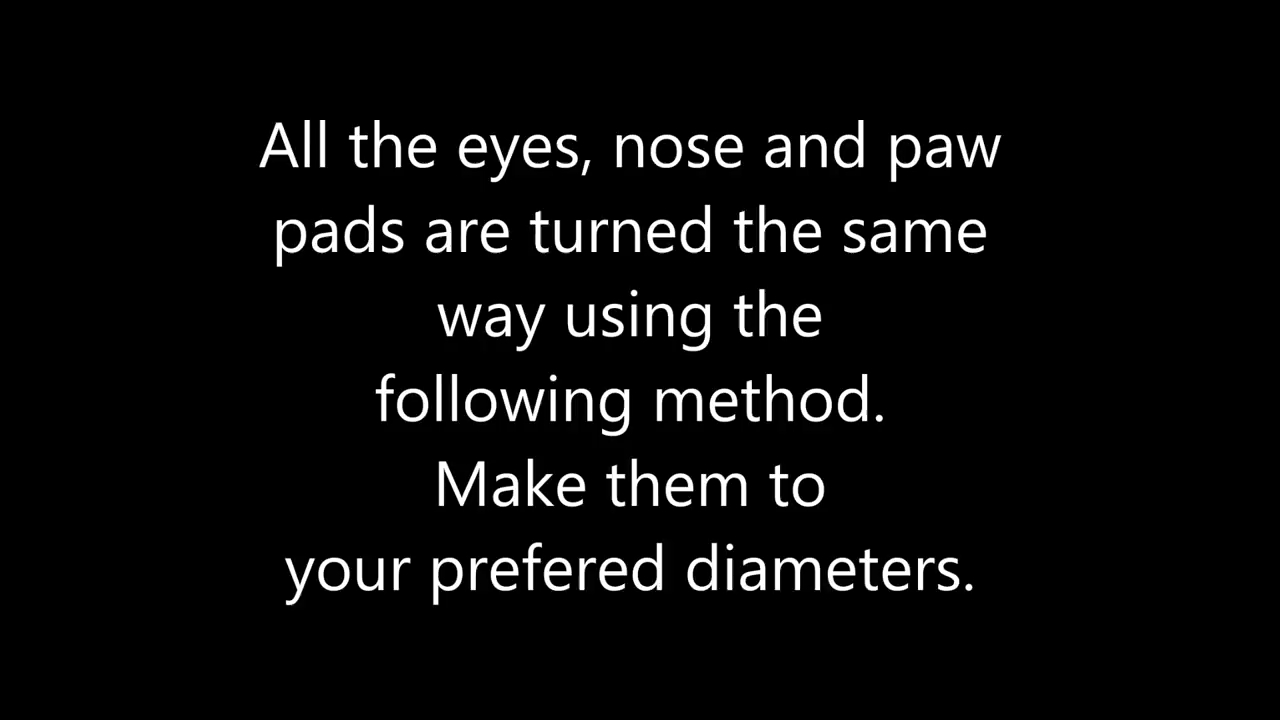 All the eyes, nose and paw
pads are turned the same
way using the
following method.
Make them to
your prefered diameters.